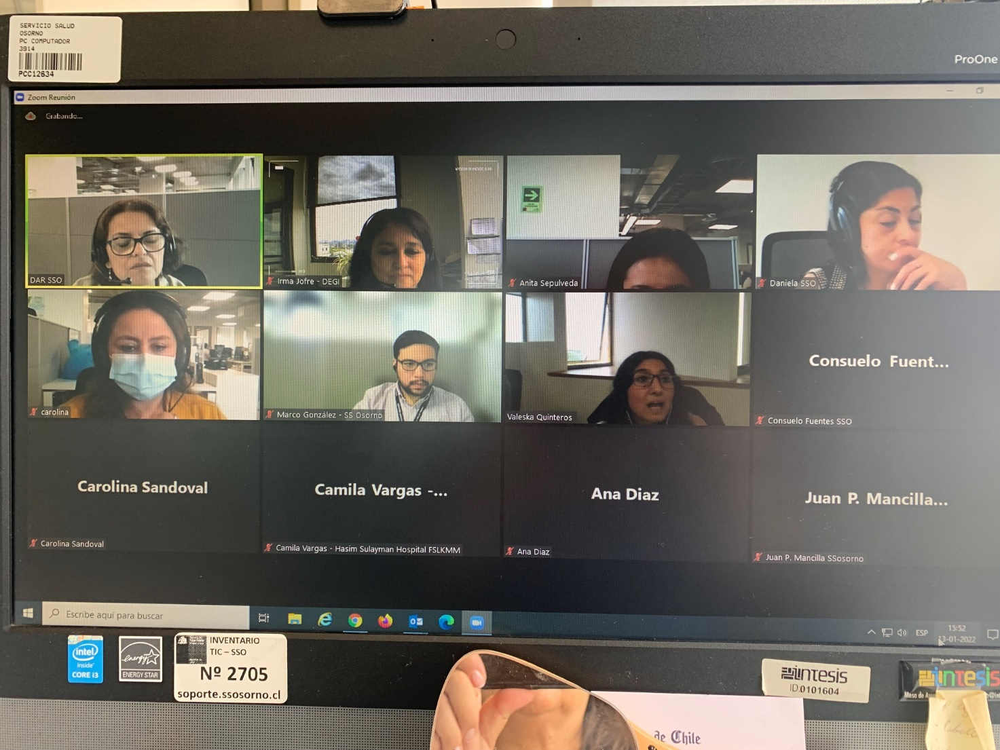 SERVICIO SALUD
OSORNO
PC COMPUTADOR
3914
PCC12634
ProOne
Zoom Reunión
Grabando...
DAR SSO
Irma Jofre - DEGI
Anita Sepulveda
Daniela SSO
carolina
Marco González - SS Osorno
Valeska Quinteros
Consuelo Fuent...
Consuelo Fuentes SSO
Carolina Sandoval
Camila Vargas -...
Ana Diaz
Juan P. Mancilla...
Carolina Sandoval
Camila Vargas - Hasim Sulayman Hospital FSLKMM
Ana Diaz
Juan P. Mancilla SSosorno
Escribe aquí para buscar
ESP
15:52
13-01-2022
intel
inside
CORE i3
energy
ENERGY STAR
INVENTARIO
TIC – SSO
Nº 2705
soporte.ssosorno.cl
intesis
ID:0101604
intesis
Mesa de
de Chile